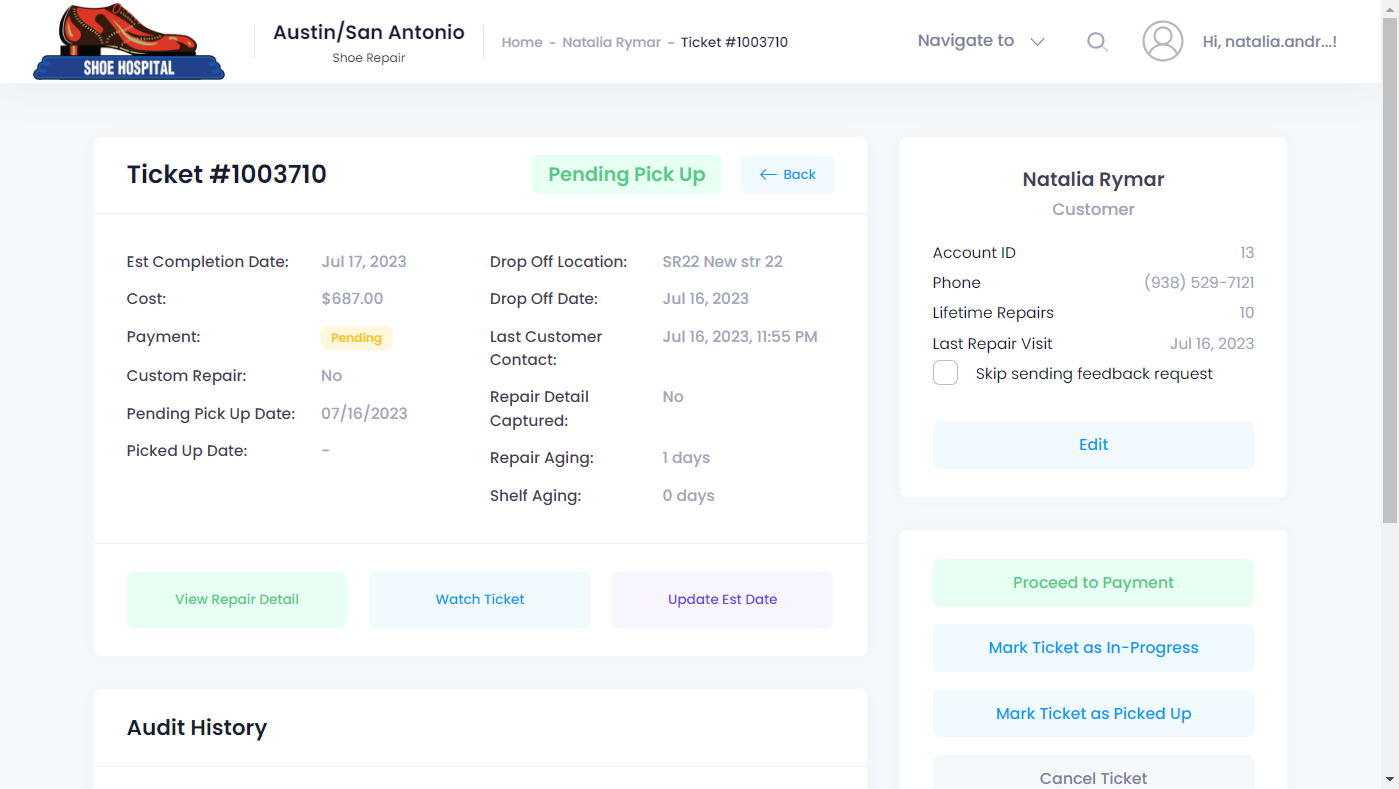 SHOE HOSPITAL
Austin/San Antonio
Shoe Repair
Home - Natalia Rymar - Ticket #1003710
Navigate to
Hi, natalia.andr...!
Ticket #1003710
Pending Pick Up
Back
Est Completion Date: Jul 17, 2023
Cost: $687.00
Payment: Pending
Custom Repair: No
Pending Pick Up Date: 07/16/2023
Picked Up Date: -
Drop Off Location: SR22 New str 22
Drop Off Date: Jul 16, 2023
Last Customer Jul 16, 2023, 11:55 PM
Contact:
Repair Detail No
Captured:
Repair Aging: 1 days
Shelf Aging: 0 days
View Repair Detail
Watch Ticket
Update Est Date
Audit History
Natalia Rymar
Customer
Account ID 13
Phone (938) 529-7121
Lifetime Repairs 10
Last Repair Visit Jul 16, 2023
Skip sending feedback request
Edit
Proceed to Payment
Mark Ticket as In-Progress
Mark Ticket as Picked Up
Cancel Ticket